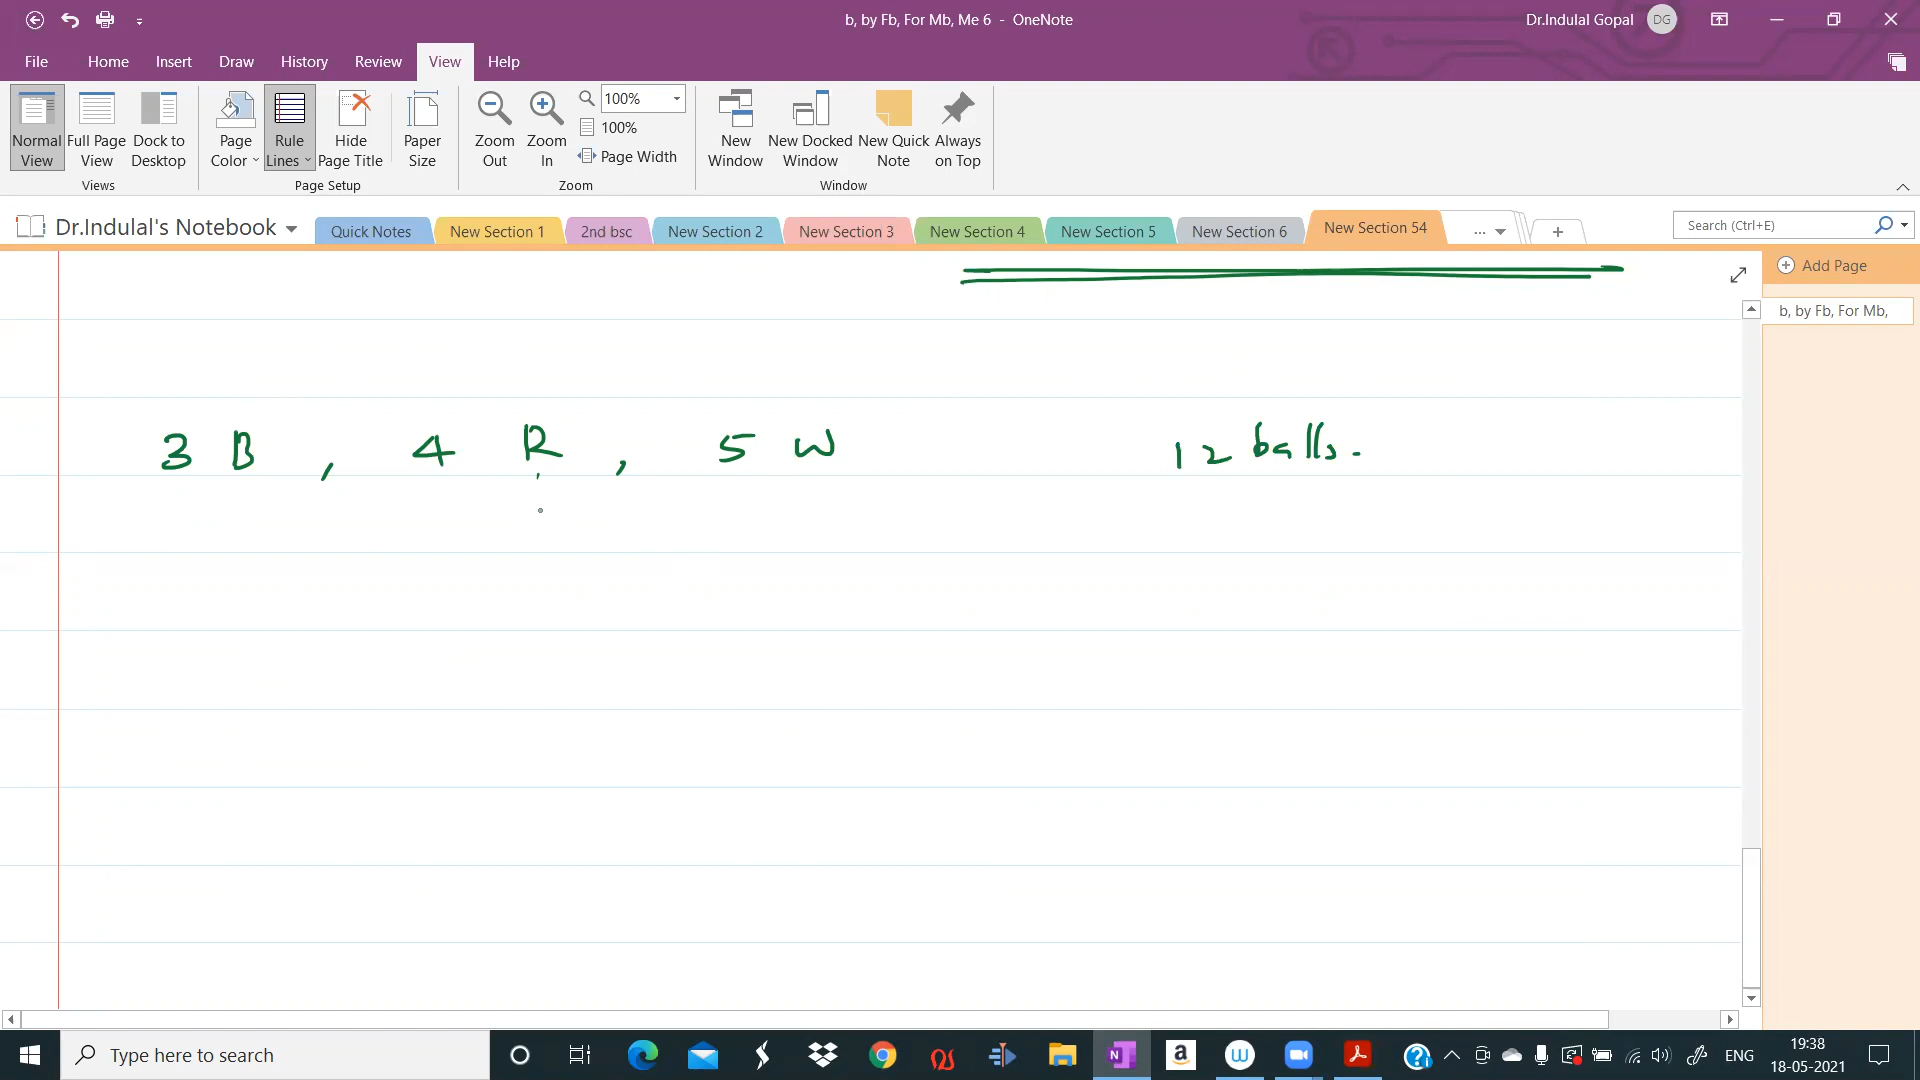 b, by Fb, For Mb, Me 6 - OneNote
Dr.Indulal Gopal
DG
File Home Insert Draw History Review View Help
Normal View
Full Page View
Dock to Desktop
Views
Page Color
Rule Lines
Hide Page Title
Paper Size
Page Setup
Zoom Out
Zoom In
100%
100%
Page Width
Zoom
New Window
New Docked Window
New Quick Note
Always on Top
Window
Dr.Indulal's Notebook
Quick Notes New Section 1 2nd bsc New Section 2 New Section 3 New Section 4 New Section 5 New Section 6 New Section 54 ...
Search (Ctrl+E)
Add Page
b, by Fb, For Mb,
3 B , 4 R , 5 W 12 balls.
Type here to search
ENG
19:38
18-05-2021